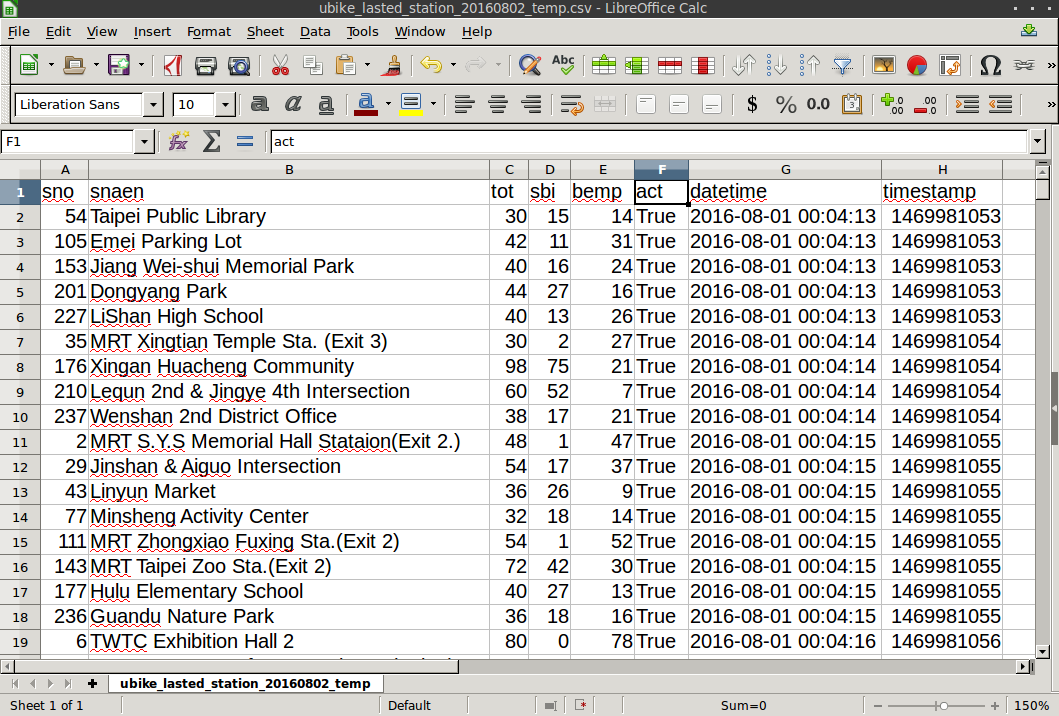 ubike_lasted_station_20160802_temp.csv - LibreOffice Calc
File Edit View Insert Format Sheet Data Tools Window Help
Abc Ω »
Liberation Sans 10 a a a a $ % 0.0 3 .00 .00 »
F1 fx Σ = act
A B C D E F G H
1 sno snaen tot sbi bemp act datetime timestamp
2 54 Taipei Public Library 30 15 14 True 2016-08-01 00:04:13 1469981053
3 105 Emei Parking Lot 42 11 31 True 2016-08-01 00:04:13 1469981053
4 153 Jiang Wei-shui Memorial Park 40 16 24 True 2016-08-01 00:04:13 1469981053
5 201 Dongyang Park 44 27 16 True 2016-08-01 00:04:13 1469981053
6 227 LiShan High School 40 13 26 True 2016-08-01 00:04:13 1469981053
7 35 MRT Xingtian Temple Sta. (Exit 3) 30 2 27 True 2016-08-01 00:04:14 1469981054
8 176 Xingan Huacheng Community 98 75 21 True 2016-08-01 00:04:14 1469981054
9 210 Lequn 2nd & Jingye 4th Intersection 60 52 7 True 2016-08-01 00:04:14 1469981054
10 237 Wenshan 2nd District Office 38 17 21 True 2016-08-01 00:04:14 1469981054
11 2 MRT S.Y.S Memorial Hall Stataion(Exit 2.) 48 1 47 True 2016-08-01 00:04:15 1469981055
12 29 Jinshan & Aiguo Intersection 54 17 37 True 2016-08-01 00:04:15 1469981055
13 43 Linyun Market 36 26 9 True 2016-08-01 00:04:15 1469981055
14 77 Minsheng Activity Center 32 18 14 True 2016-08-01 00:04:15 1469981055
15 111 MRT Zhongxiao Fuxing Sta.(Exit 2) 54 1 52 True 2016-08-01 00:04:15 1469981055
16 143 MRT Taipei Zoo Sta.(Exit 2) 72 42 30 True 2016-08-01 00:04:15 1469981055
17 177 Hulu Elementary School 40 27 13 True 2016-08-01 00:04:15 1469981055
18 236 Guandu Nature Park 36 18 16 True 2016-08-01 00:04:15 1469981055
19 6 TWTC Exhibition Hall 2 80 0 78 True 2016-08-01 00:04:16 1469981056
ubike_lasted_station_20160802_temp
Sheet 1 of 1 Default Sum=0 150%